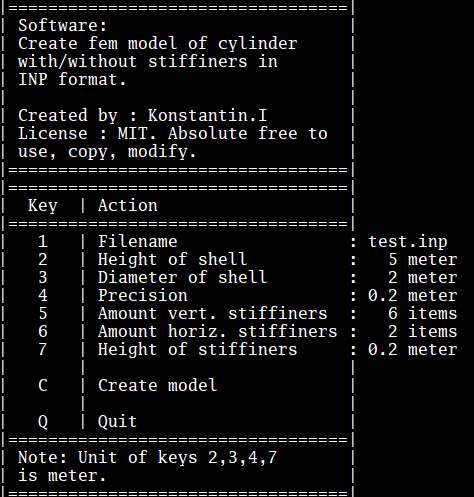 |==================================|
| Software:                        |
| Create fem model of cylinder     |
| with/without stiffiners in       |
| INP format.                      |
|                                  |
| Created by : Konstantin.I        |
| License : MIT. Absolute free to  |
| use, copy, modify.               |
|==================================|
|==================================|
|  Key  | Action                   |
|==================================|
|   1   | Filename                 : test.inp
|   2   | Height of shell          :   5 meter
|   3   | Diameter of shell        :   2 meter
|   4   | Precision                : 0.2 meter
|   5   | Amount vert. stiffiners  :   6 items
|   6   | Amount horiz. stiffiners :   2 items
|   7   | Height of stiffiners     : 0.2 meter
|       |                          |
|   C   | Create model             |
|       |                          |
|   Q   | Quit                     |
|==================================|
| Note: Unit of keys 2,3,4,7       |
| is meter.                        |